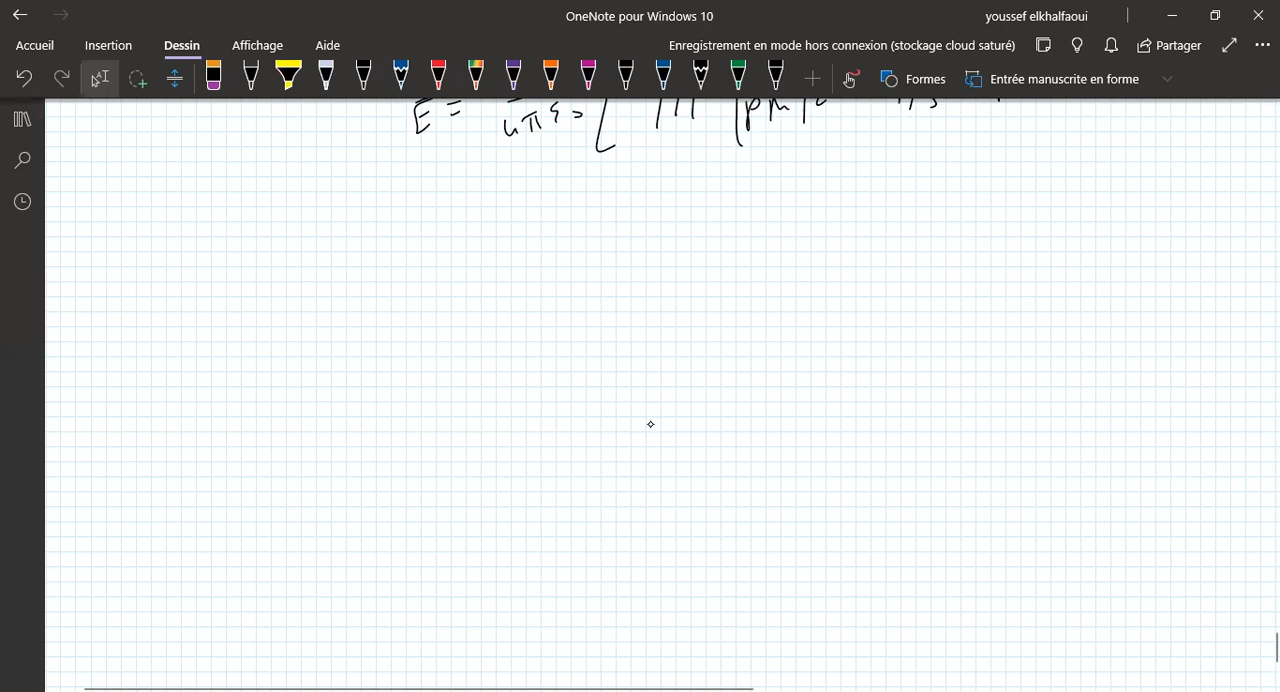 OneNote pour Windows 10
youssef elkhalfaoui
Accueil Insertion Dessin Affichage Aide
Enregistrement en mode hors connexion (stockage cloud saturé)
Partager
Formes
Entrée manuscrite en forme
E =